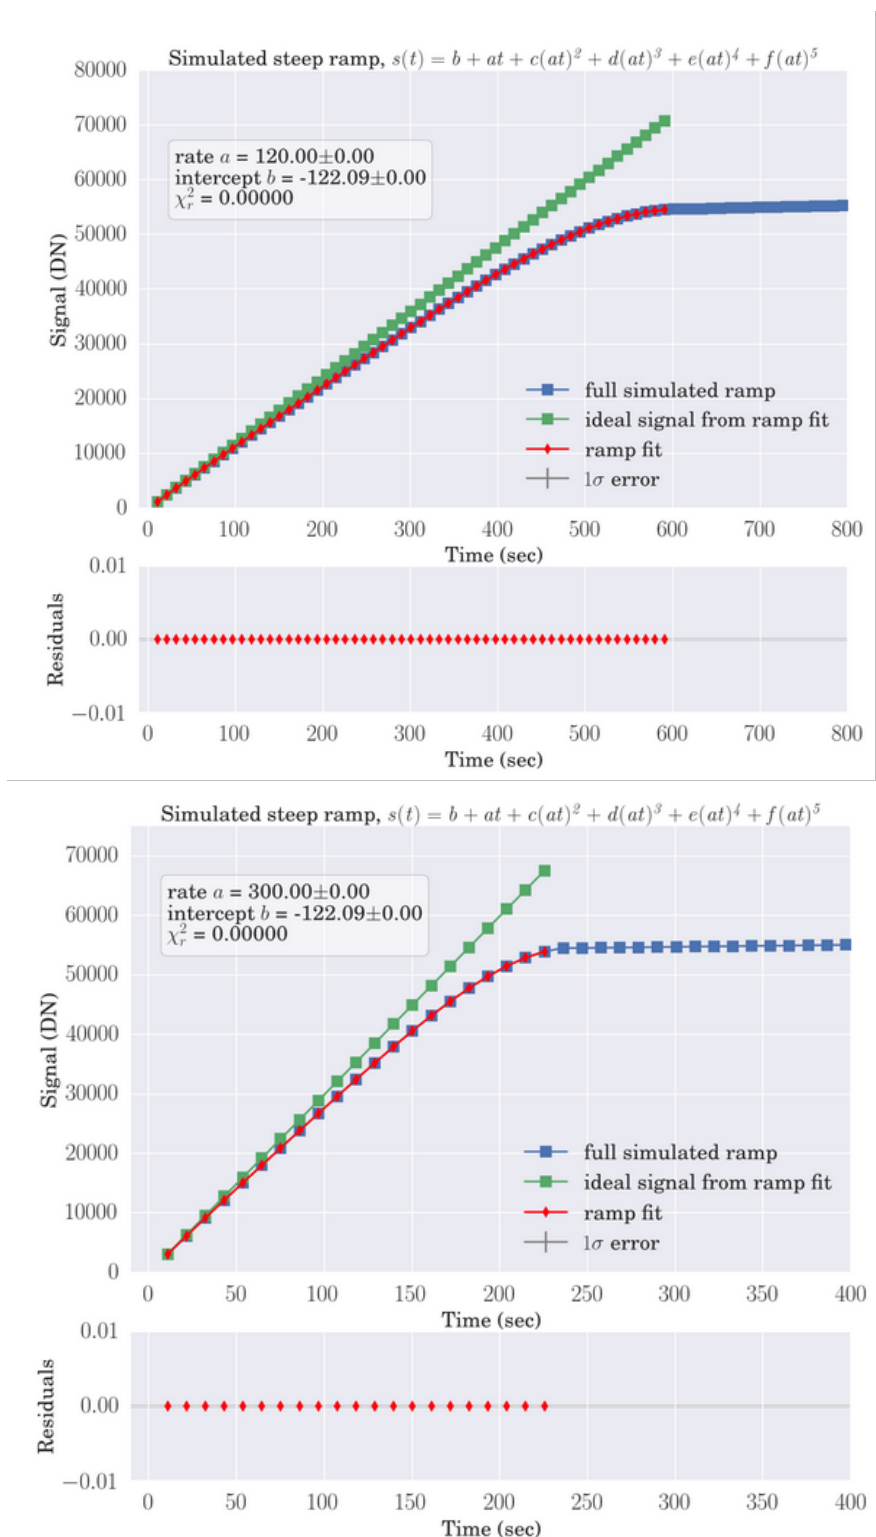 Simulated steep ramp, s(t) = b + at + c(at)² + d(at)³ + e(at)⁴ + f(at)⁵
80000
70000
60000
50000
40000
30000
20000
10000
0
Signal (DN)
rate a = 120.00±0.00
intercept b = -122.09±0.00
χ²ᵣ = 0.00000
full simulated ramp
ideal signal from ramp fit
ramp fit
1σ error
0 100 200 300 400 500 600 700 800
Time (sec)
0.01
0.00
−0.01
Residuals
0 100 200 300 400 500 600 700 800
Time (sec)
Simulated steep ramp, s(t) = b + at + c(at)² + d(at)³ + e(at)⁴ + f(at)⁵
70000
60000
50000
40000
30000
20000
10000
0
Signal (DN)
rate a = 300.00±0.00
intercept b = -122.09±0.00
χ²ᵣ = 0.00000
full simulated ramp
ideal signal from ramp fit
ramp fit
1σ error
0 50 100 150 200 250 300 350 400
Time (sec)
0.01
0.00
−0.01
Residuals
0 50 100 150 200 250 300 350 400
Time (sec)